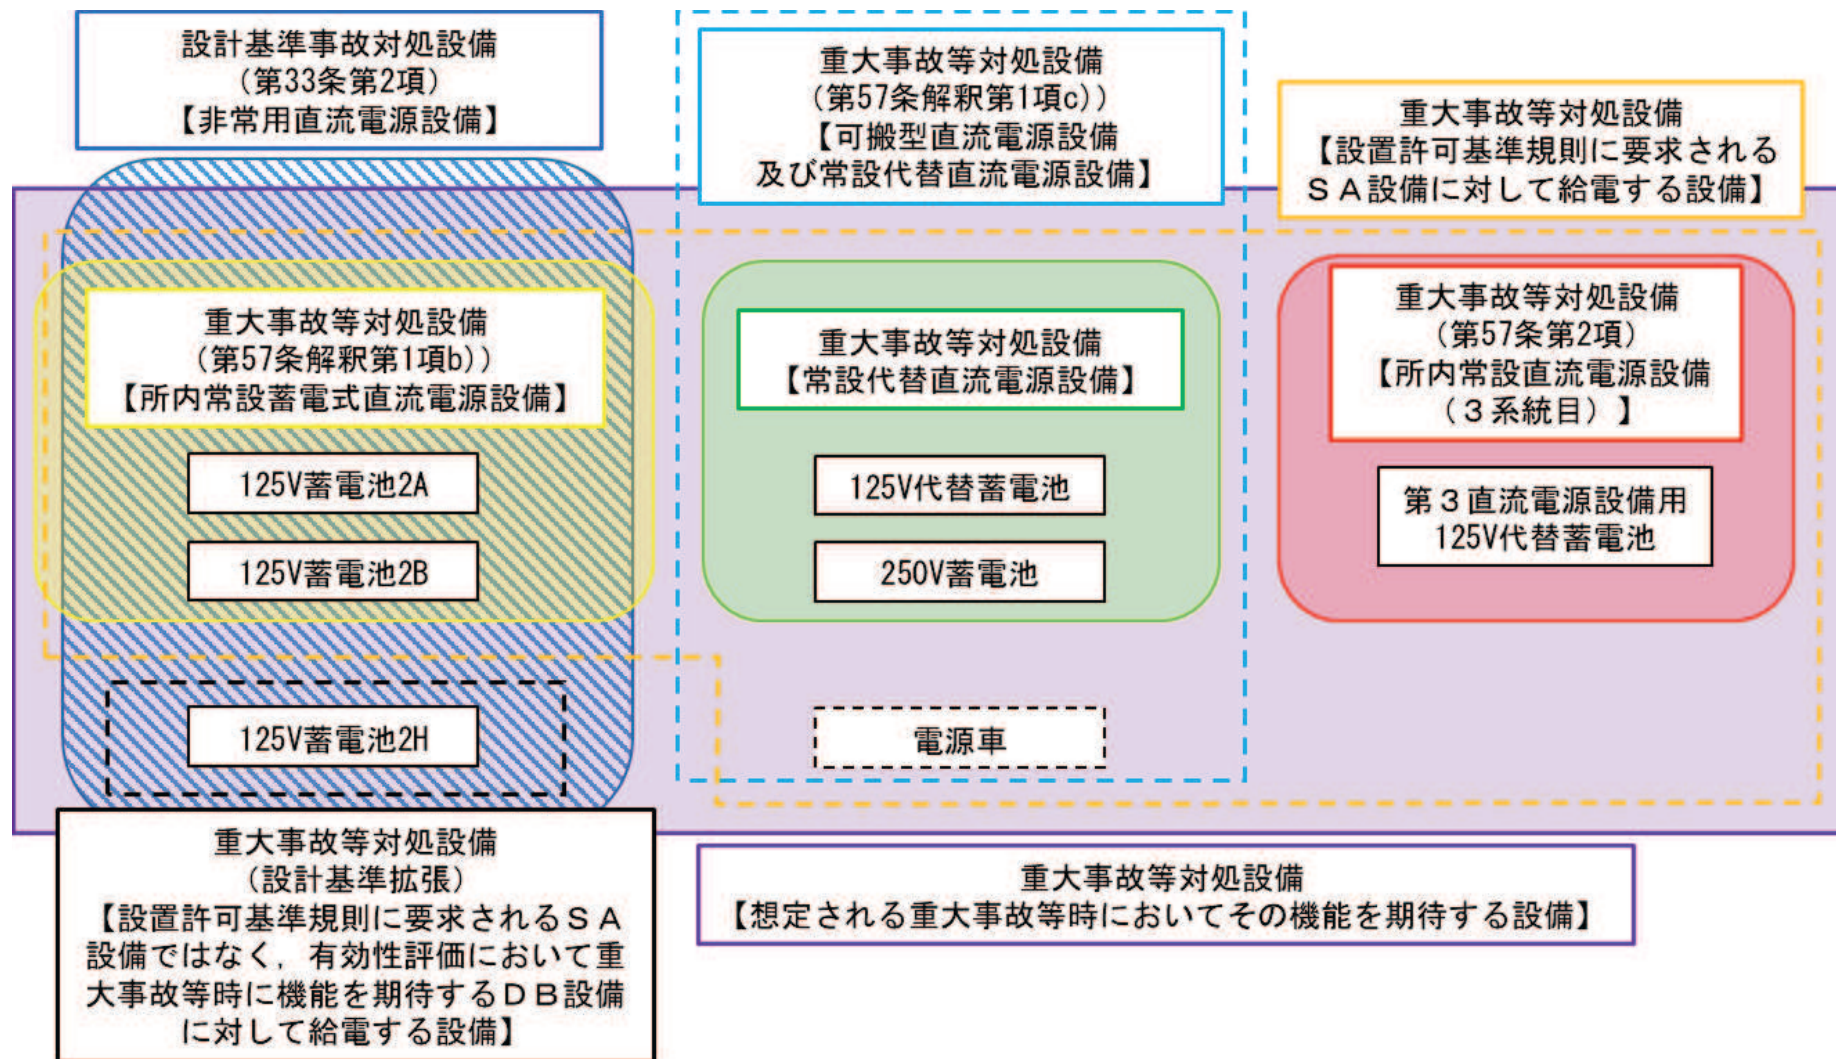 設計基準事故対処設備
(第33条第2項)
【非常用直流電源設備】
重大事故等対処設備
(第57条解釈第1項c))
【可搬型直流電源設備
及び常設代替直流電源設備】
重大事故等対処設備
【設置許可基準規則に要求される
ＳＡ設備に対して給電する設備】
重大事故等対処設備
(第57条解釈第1項b))
【所内常設蓄電式直流電源設備】
125V蓄電池2A
125V蓄電池2B
125V蓄電池2H
重大事故等対処設備
【常設代替直流電源設備】
125V代替蓄電池
250V蓄電池
電源車
重大事故等対処設備
(第57条第2項)
【所内常設直流電源設備
(３系統目)】
第３直流電源設備用
125V代替蓄電池
重大事故等対処設備
(設計基準拡張)
【設置許可基準規則に要求されるＳＡ
設備ではなく，有効性評価において重
大事故等時に機能を期待するＤＢ設備
に対して給電する設備】
重大事故等対処設備
【想定される重大事故等時においてその機能を期待する設備】